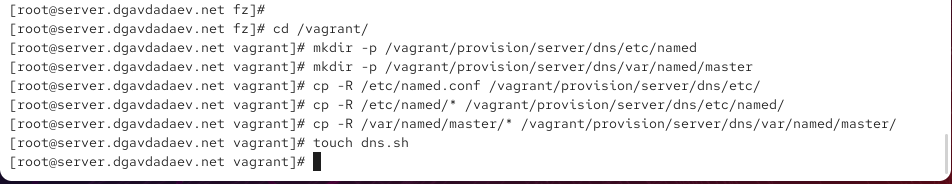 [root@server.dgavdadaev.net fz]#
[root@server.dgavdadaev.net fz]# cd /vagrant/
[root@server.dgavdadaev.net vagrant]# mkdir -p /vagrant/provision/server/dns/etc/named
[root@server.dgavdadaev.net vagrant]# mkdir -p /vagrant/provision/server/dns/var/named/master
[root@server.dgavdadaev.net vagrant]# cp -R /etc/named.conf /vagrant/provision/server/dns/etc/
[root@server.dgavdadaev.net vagrant]# cp -R /etc/named/* /vagrant/provision/server/dns/etc/named/
[root@server.dgavdadaev.net vagrant]# cp -R /var/named/master/* /vagrant/provision/server/dns/var/named/master/
[root@server.dgavdadaev.net vagrant]# touch dns.sh
[root@server.dgavdadaev.net vagrant]#